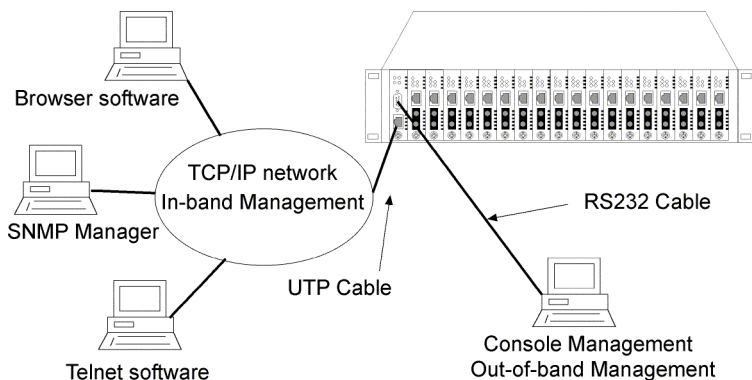 Browser software
TCP/IP network
In-band Management
SNMP Manager
RS232 Cable
UTP Cable
Telnet software
Console Management
Out-of-band Management